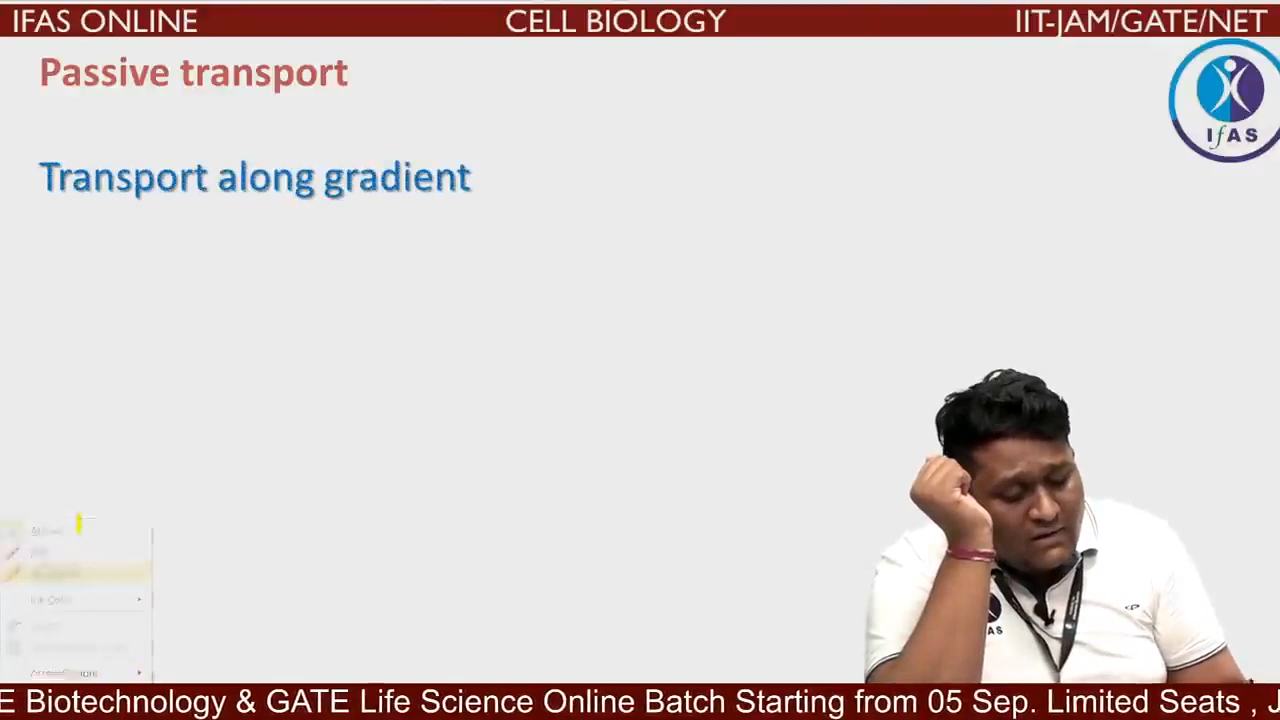 IFAS ONLINE CELL BIOLOGY IIT-JAM/GATE/NET
Passive transport
IfAS
Transport along gradient
AS
E Biotechnology & GATE Life Science Online Batch Starting from 05 Sep. Limited Seats , J